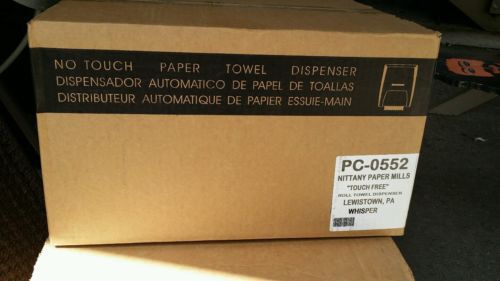 NO TOUCH PAPER TOWEL DISPENSER
DISPENSADOR AUTOMATICO DE PAPEL DE TOALLAS
DISTRIBUTEUR AUTOMATIQUE DE PAPIER ESSUIE-MAIN
PC-0552
NITTANY PAPER MILLS
"TOUCH FREE"
ROLL TOWEL DISPENSER
LEWISTOWN, PA
WHISPER